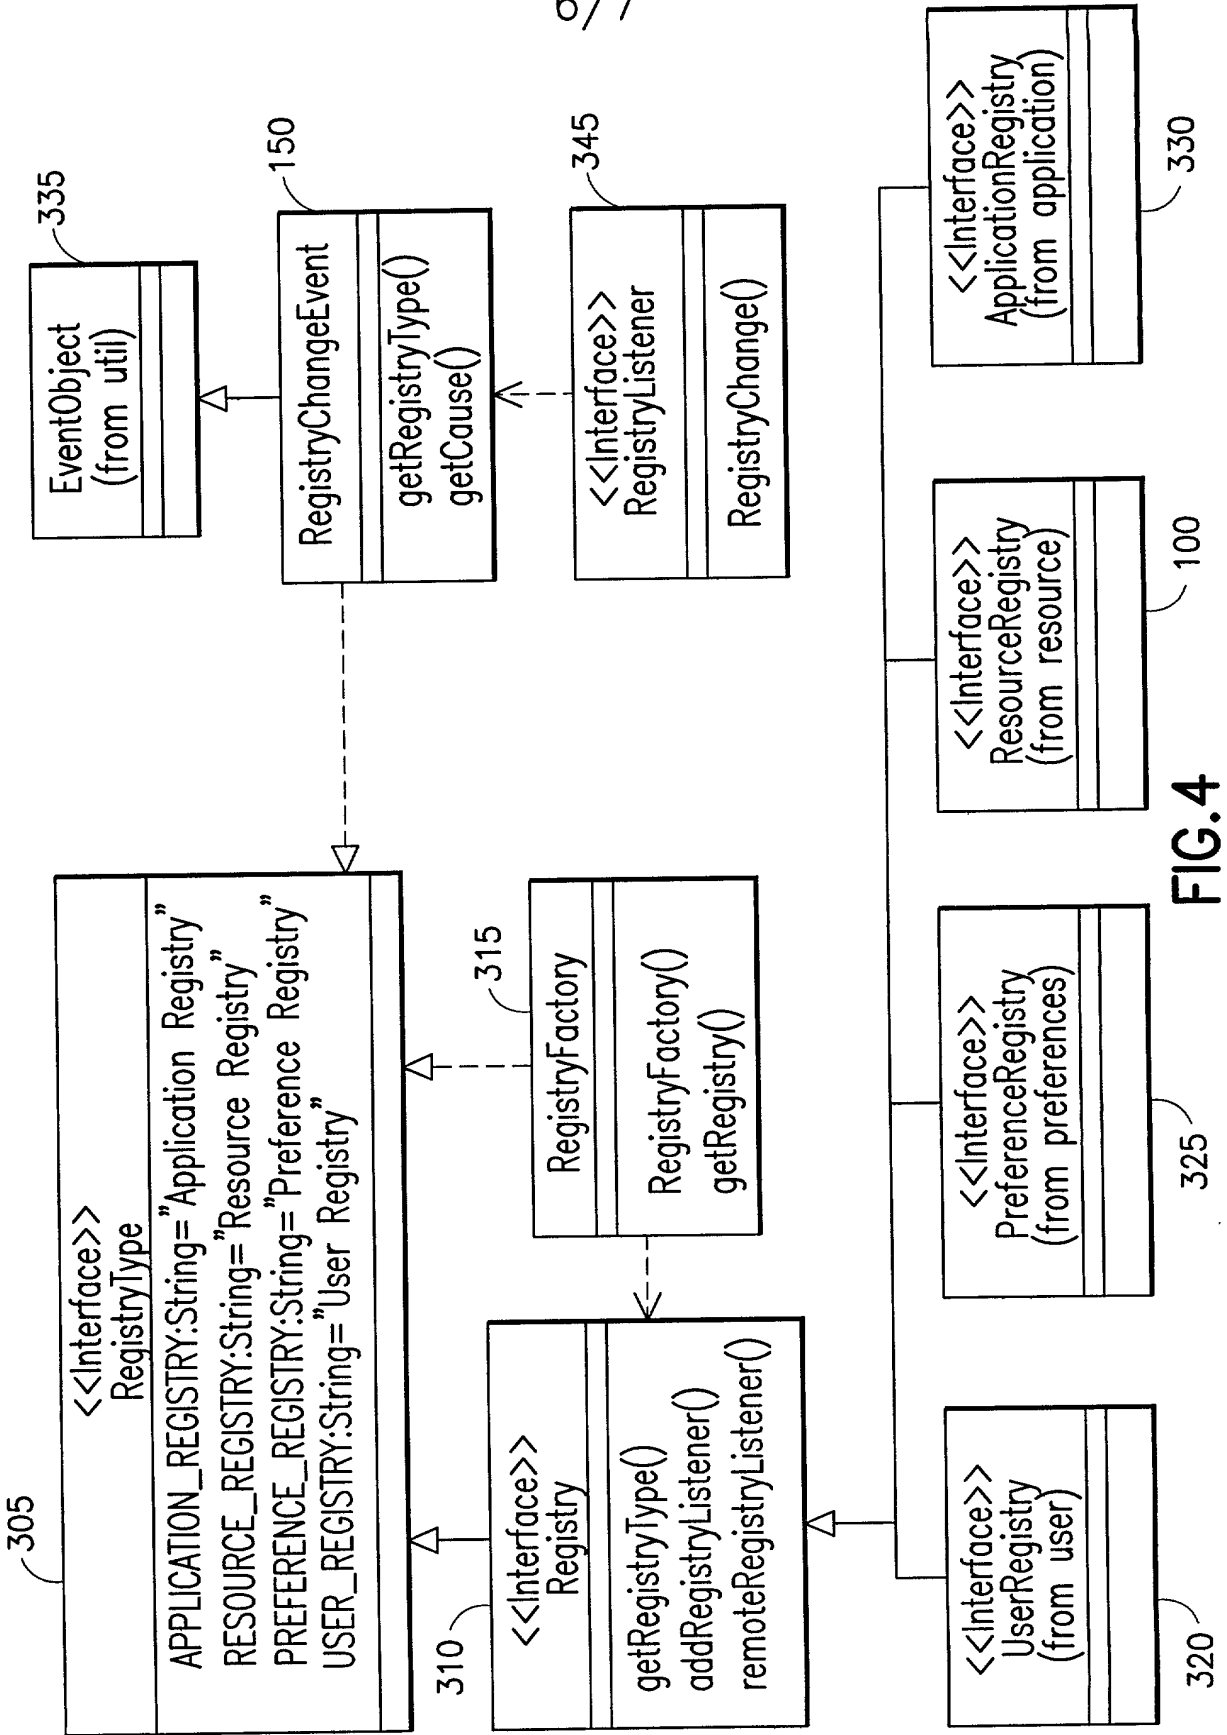 6/7
305
<<Interface>>
RegistryType
APPLICATION_REGISTRY:String="Application Registry"
RESOURCE_REGISTRY:String="Resource Registry"
PREFERENCE_REGISTRY:String="Preference Registry"
USER_REGISTRY:String="User Registry"
335
EventObject
(from util)
150
RegistryChangeEvent
getRegistryType()
getCause()
345
<<Interface>>
RegistryListener
RegistryChange()
310
<<Interface>>
Registry
getRegistryType()
addRegistryListener()
remoteRegistryListener()
315
RegistryFactory
RegistryFactory()
getRegistry()
<<Interface>>
UserRegistry
(from user)
320
<<Interface>>
PreferenceRegistry
(from preferences)
325
<<Interface>>
ResourceRegistry
(from resource)
100
<<Interface>>
ApplicationRegistry
(from application)
330
FIG.4